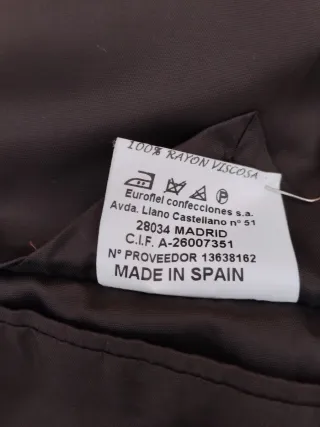 100% RAYON VISCOSA
P
Eurofiel confecciones s.a.
Avda. Llano Castellano nº 51
28034 MADRID
C.I.F. A-26007351
Nº PROVEEDOR 13638162
MADE IN SPAIN